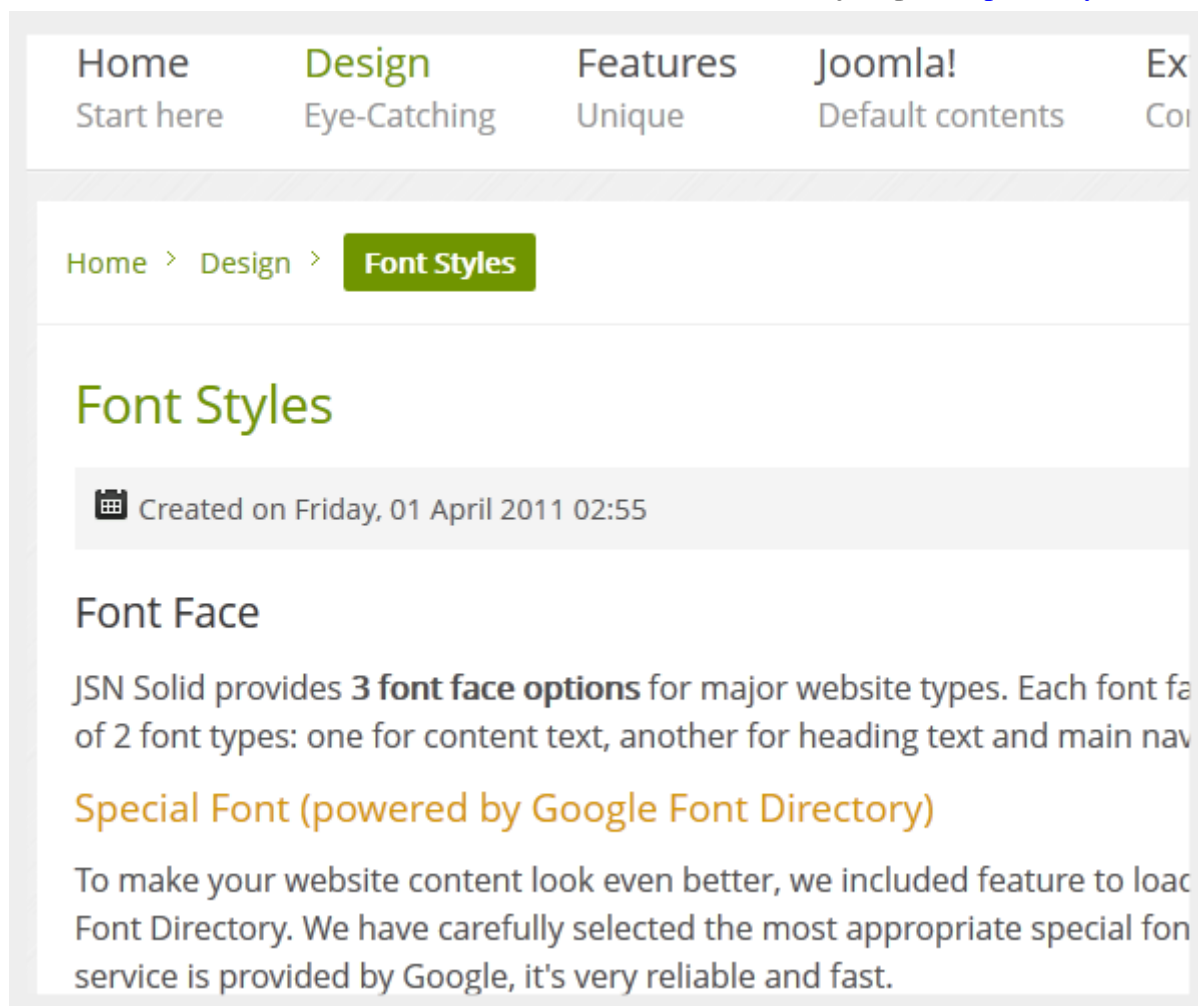 Home Design Features Joomla!
Start here Eye-Catching Unique Default contents
Home > Design > Font Styles
Font Styles
Created on Friday, 01 April 2011 02:55
Font Face
JSN Solid provides 3 font face options for major website types. Each font fa
of 2 font types: one for content text, another for heading text and main nav
Special Font (powered by Google Font Directory)
To make your website content look even better, we included feature to load
Font Directory. We have carefully selected the most appropriate special fon
service is provided by Google, it's very reliable and fast.